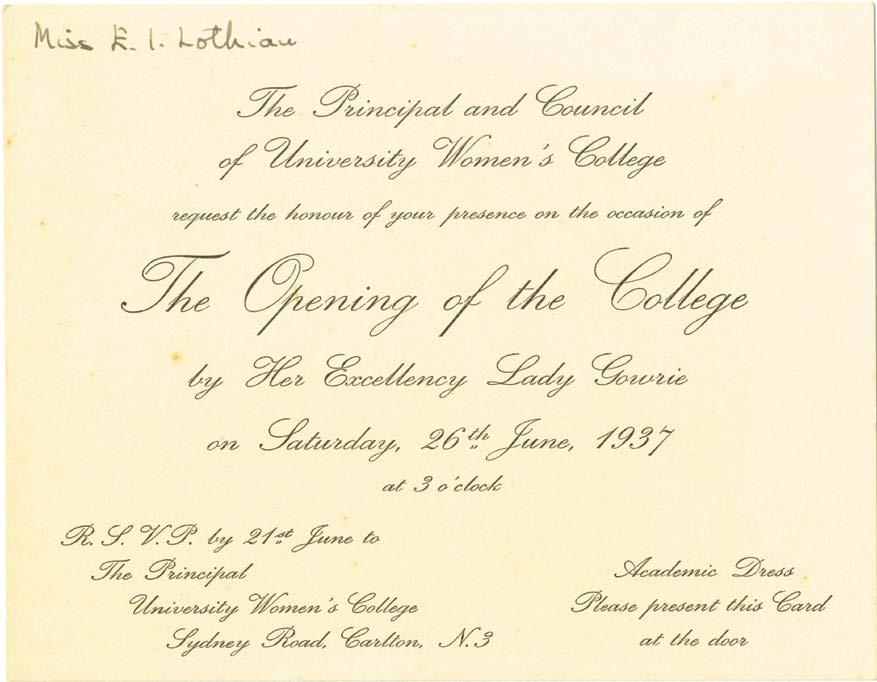 Miss E. I. Lothian
The Principal and Council
of University Women's College
request the honour of your presence on the occasion of
The Opening of the College
by Her Excellency Lady Gowrie
on Saturday, 26th June, 1937
at 3 o'clock
R. S. V. P. by 21st June to
The Principal
University Women's College
Sydney Road, Carlton, N.3
Academic Dress
Please present this Card
at the door